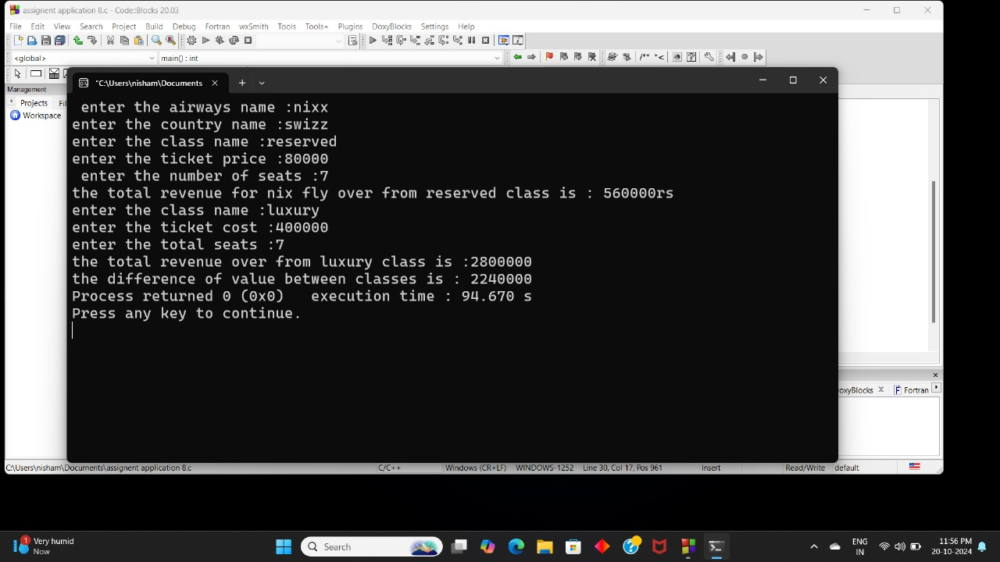 assignent application 8.c - Code::Blocks 20.03
File Edit View Search Project Build Debug Fortran wxSmith Tools Tools+ Plugins DoxyBlocks Settings Help
<global> main() : int
/** *<
Management
Projects
Workspace
"C:\Users\nisham\Documents
enter the airways name :nixx
enter the country name :swizz
enter the class name :reserved
enter the ticket price :80000
enter the number of seats :7
the total revenue for nix fly over from reserved class is : 560000rs
enter the class name :luxury
enter the ticket cost :400000
enter the total seats :7
the total revenue over from luxury class is :2800000
the difference of value between classes is : 2240000
Process returned 0 (0x0)   execution time : 94.670 s
Press any key to continue.
oxyBlocks Fortran
C:\Users\nisham\Documents\assignent application 8.c C/C++ Windows (CR+LF) WINDOWS-1252 Line 30, Col 17, Pos 961 Insert Read/Write default
1 Very humid
Now
Search
ENG
IN
11:56 PM
20-10-2024